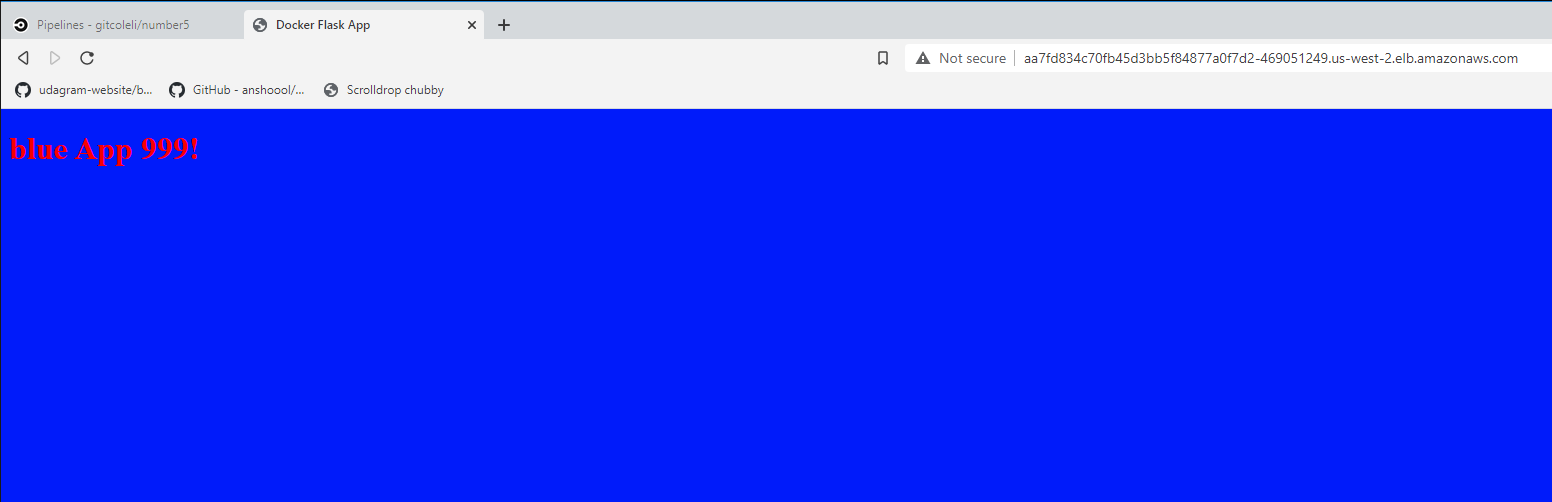 Pipelines - gitcoleli/number5
Docker Flask App
Not secure
aa7fd834c70fb45d3bb5f84877a0f7d2-469051249.us-west-2.elb.amazonaws.com
udagram-website/b...
GitHub - anshoool/...
Scrolldrop chubby
blue App 999!